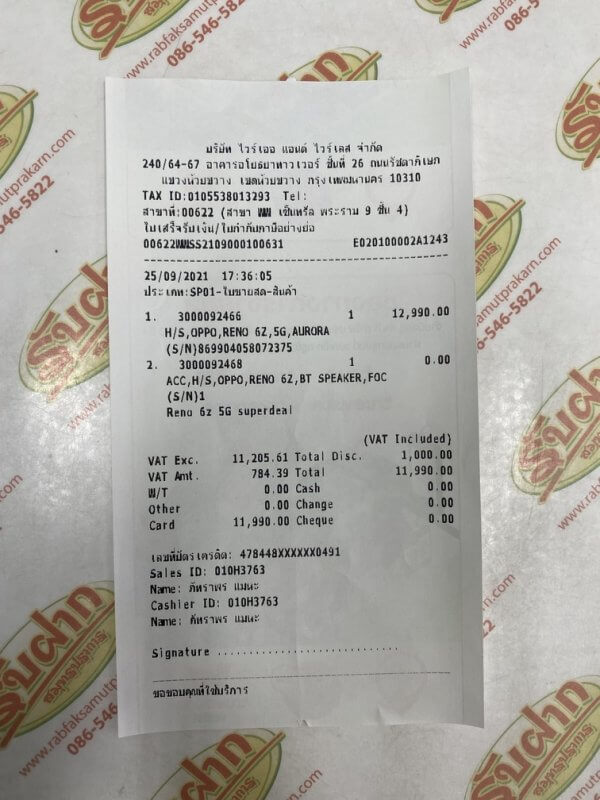 บริษัท ไวร์เออ แอนด์ ไวร์เลส จำกัด
240/64-67 อาคารอโยธยาทาวเวอร์ ชั้นที่ 26 ถนนรัชดาภิเษก
แขวงห้วยขวาง เขตห้วยขวาง กรุงเทพมหานคร 10310
TAX ID:0105538013293 Tel:
สาขาที่:00622 (สาขา WW เซ็นทรัล พระราม 9 ชั้น 4)
ใบเสร็จรับเงิน/ใบกำกับภาษีอย่างย่อ
00622WWSS2109000100631 E020100002A1243
25/09/2021 17:36:05
ประเภท:SP01-ใบขายสด-สินค้า
1. 3000092466 1 12,990.00
H/S,OPPO,RENO 6Z,5G,AURORA
(S/N)869904058072375
2. 3000092468 1 0.00
ACC,H/S,OPPO,RENO 6Z,BT SPEAKER,FOC
(S/N)1
Reno 6z 5G superdeal
(VAT Included)
VAT Exc. 11,205.61 Total Disc. 1,000.00
VAT Amt. 784.39 Total 11,990.00
W/T 0.00 Cash 0.00
Other 0.00 Change 0.00
Card 11,990.00 Cheque 0.00
เลขที่บัตรเครดิต: 478448XXXXXX0491
Sales ID: 010H3763
Name: ภัทราพร แมนะ
Cashier ID: 010H3763
Name: ภัทราพร แมนะ
Signature ..............................
ขอขอบคุณที่ใช้บริการ
รับฝาก
สมุทรปราการ
www.rabfaksamutprakarn.com
086-546-5822